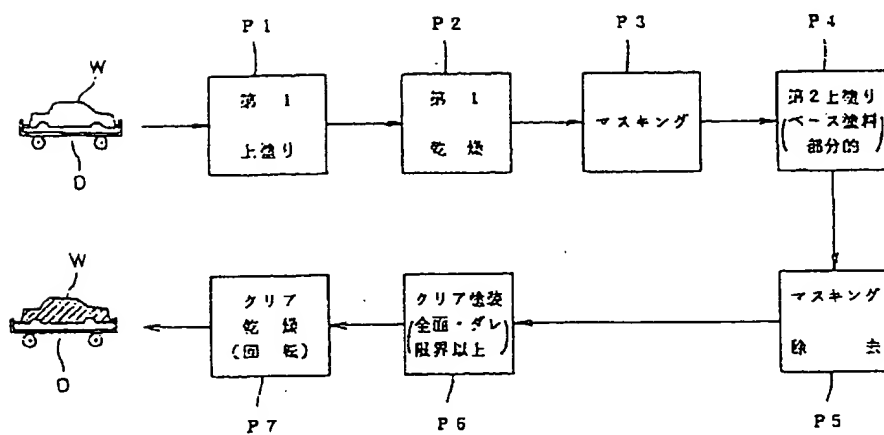 P1
P2
P3
P4
W
第 1
上塗り
第 1
乾 燥
マスキング
第2上塗り
(ベース塗料
部分的)
D
W
クリア
乾 燥
(回 転)
クリア塗装
(全面・ダレ
限界以上)
マスキング
除 去
D
P7
P6
P5